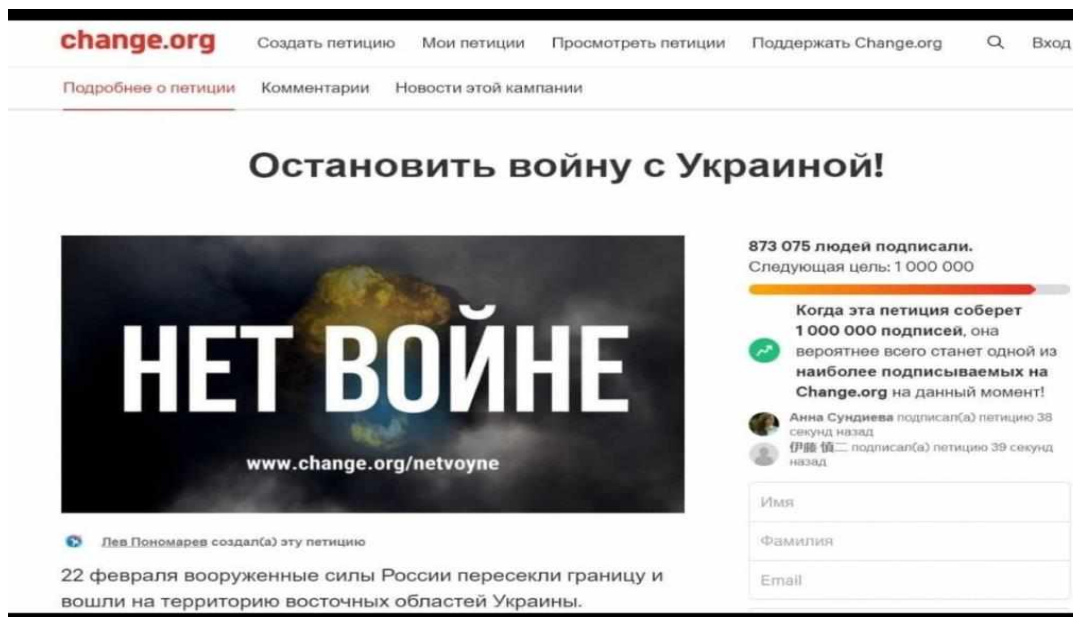 change.org Создать петицию Мои петиции Просмотреть петиции Поддержать Change.org Вход
Подробнее о петиции Комментарии Новости этой кампании
Остановить войну с Украиной!
НЕТ ВОЙНЕ
www.change.org/netvoyne
Лев Пономарев создал(а) эту петицию
22 февраля вооруженные силы России пересекли границу и
вошли на территорию восточных областей Украины.
873 075 людей подписали.
Следующая цель: 1 000 000
Когда эта петиция соберет
1 000 000 подписей, она
вероятнее всего станет одной из
наиболее подписываемых на
Change.org на данный момент!
Анна Сундиева подписал(а) петицию 38
секунд назад
伊藤 慎二 подписал(а) петицию 39 секунд
назад
Имя
Фамилия
Email